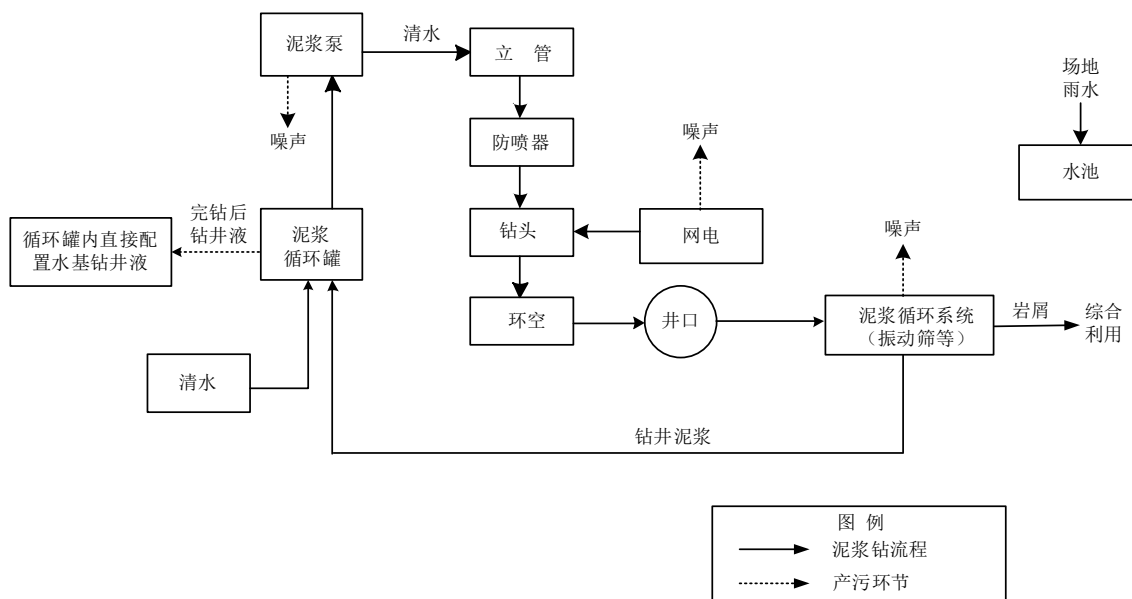 泥浆泵
清水
立 管
场地
雨水
噪声
防喷器
噪声
水池
完钻后
钻井液
循环罐内直接配
置水基钻井液
泥浆
循环罐
钻头
网电
噪声
环空
井口
泥浆循环系统
（振动筛等）
岩屑
综合
利用
清水
钻井泥浆
图 例
泥浆钻流程
产污环节